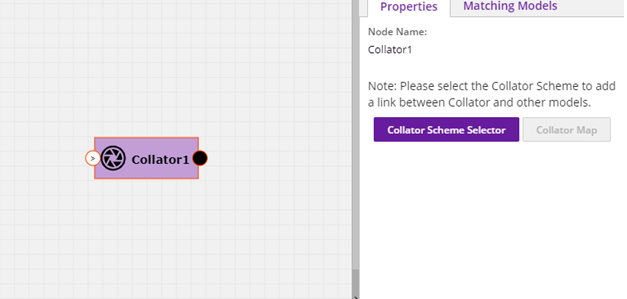 Properties Matching Models
Node Name:
Collator1
Note: Please select the Collator Scheme to add
a link between Collator and other models.
Collator Scheme Selector Collator Map
> Collator1